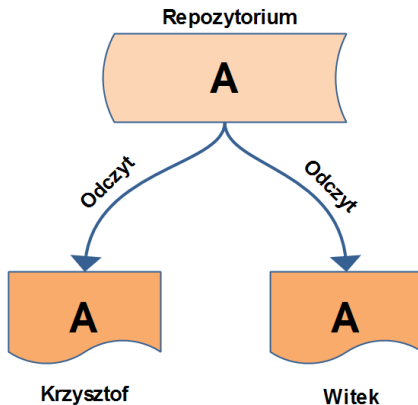 Repozytorium
A
Odczyt
Odczyt
A
A
Krzysztof
Witek